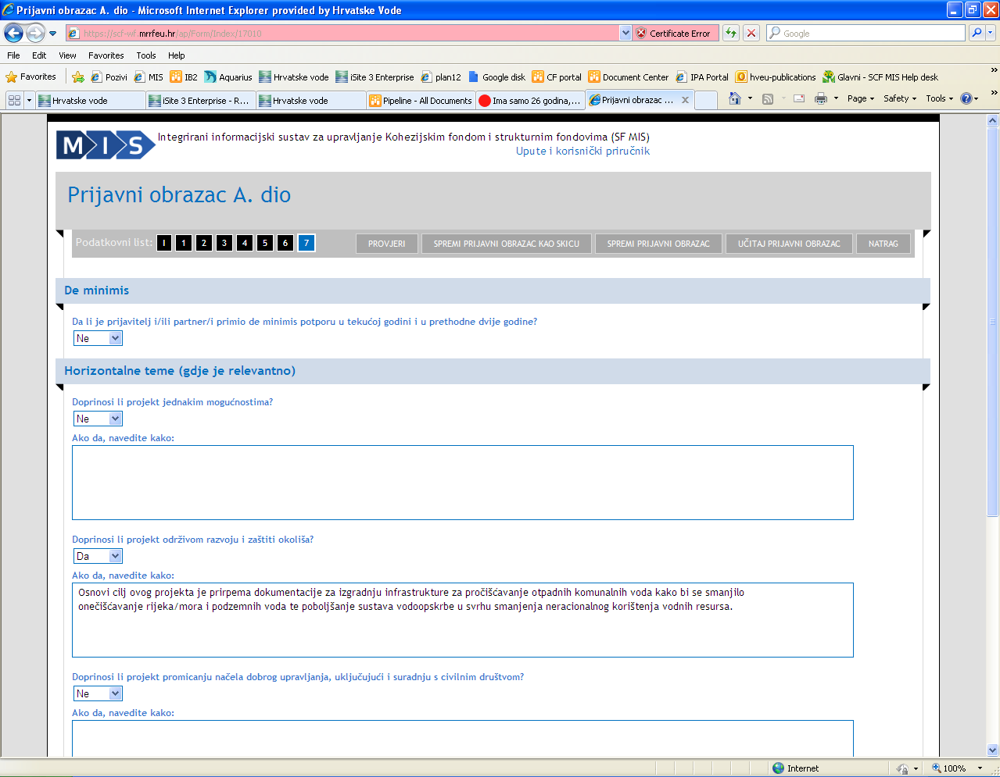 Prijavni obrazac A. dio - Microsoft Internet Explorer provided by Hrvatske Vode
https://scf-wf.mrrfeu.hr/ap/Form/Index/17010
Certificate Error
Google
File Edit View Favorites Tools Help
Favorites Pozivi MIS IB2 Aquarius Hrvatske vode iSite 3 Enterprise plan12 Google disk CF portal Document Center IPA Portal hveu-publications Glavni - SCF MIS Help desk
Hrvatske vode iSite 3 Enterprise - R... Hrvatske vode Pipeline - All Documents Ima samo 26 godina,... Prijavni obrazac ... Page Safety Tools
MIS
Integrirani informacijski sustav za upravljanje Kohezijskim fondom i strukturnim fondovima (SF MIS)
Upute i korisnički priručnik
Prijavni obrazac A. dio
Podatkovni list: I 1 2 3 4 5 6 7 PROVJERI SPREMI PRIJAVNI OBRAZAC KAO SKICU SPREMI PRIJAVNI OBRAZAC UČITAJ PRIJAVNI OBRAZAC NATRAG
De minimis
Da li je prijavitelj i/ili partner/i primio de minimis potporu u tekućoj godini i u prethodne dvije godine?
Ne
Horizontalne teme (gdje je relevantno)
Doprinosi li projekt jednakim mogućnostima?
Ne
Ako da, navedite kako:
Doprinosi li projekt održivom razvoju i zaštiti okoliša?
Da
Ako da, navedite kako:
Osnovi cilj ovog projekta je prirpema dokumentacije za izgradnju infrastrukture za pročišćavanje otpadnih komunalnih voda kako bi se smanjilo
onečišćavanje rijeka/mora i podzemnih voda te poboljšanje sustava vodoopskrbe u svrhu smanjenja neracionalnog korištenja vodnih resursa.
Doprinosi li projekt promicanju načela dobrog upravljanja, uključujući i suradnju s civilnim društvom?
Ne
Ako da, navedite kako:
Internet
100%